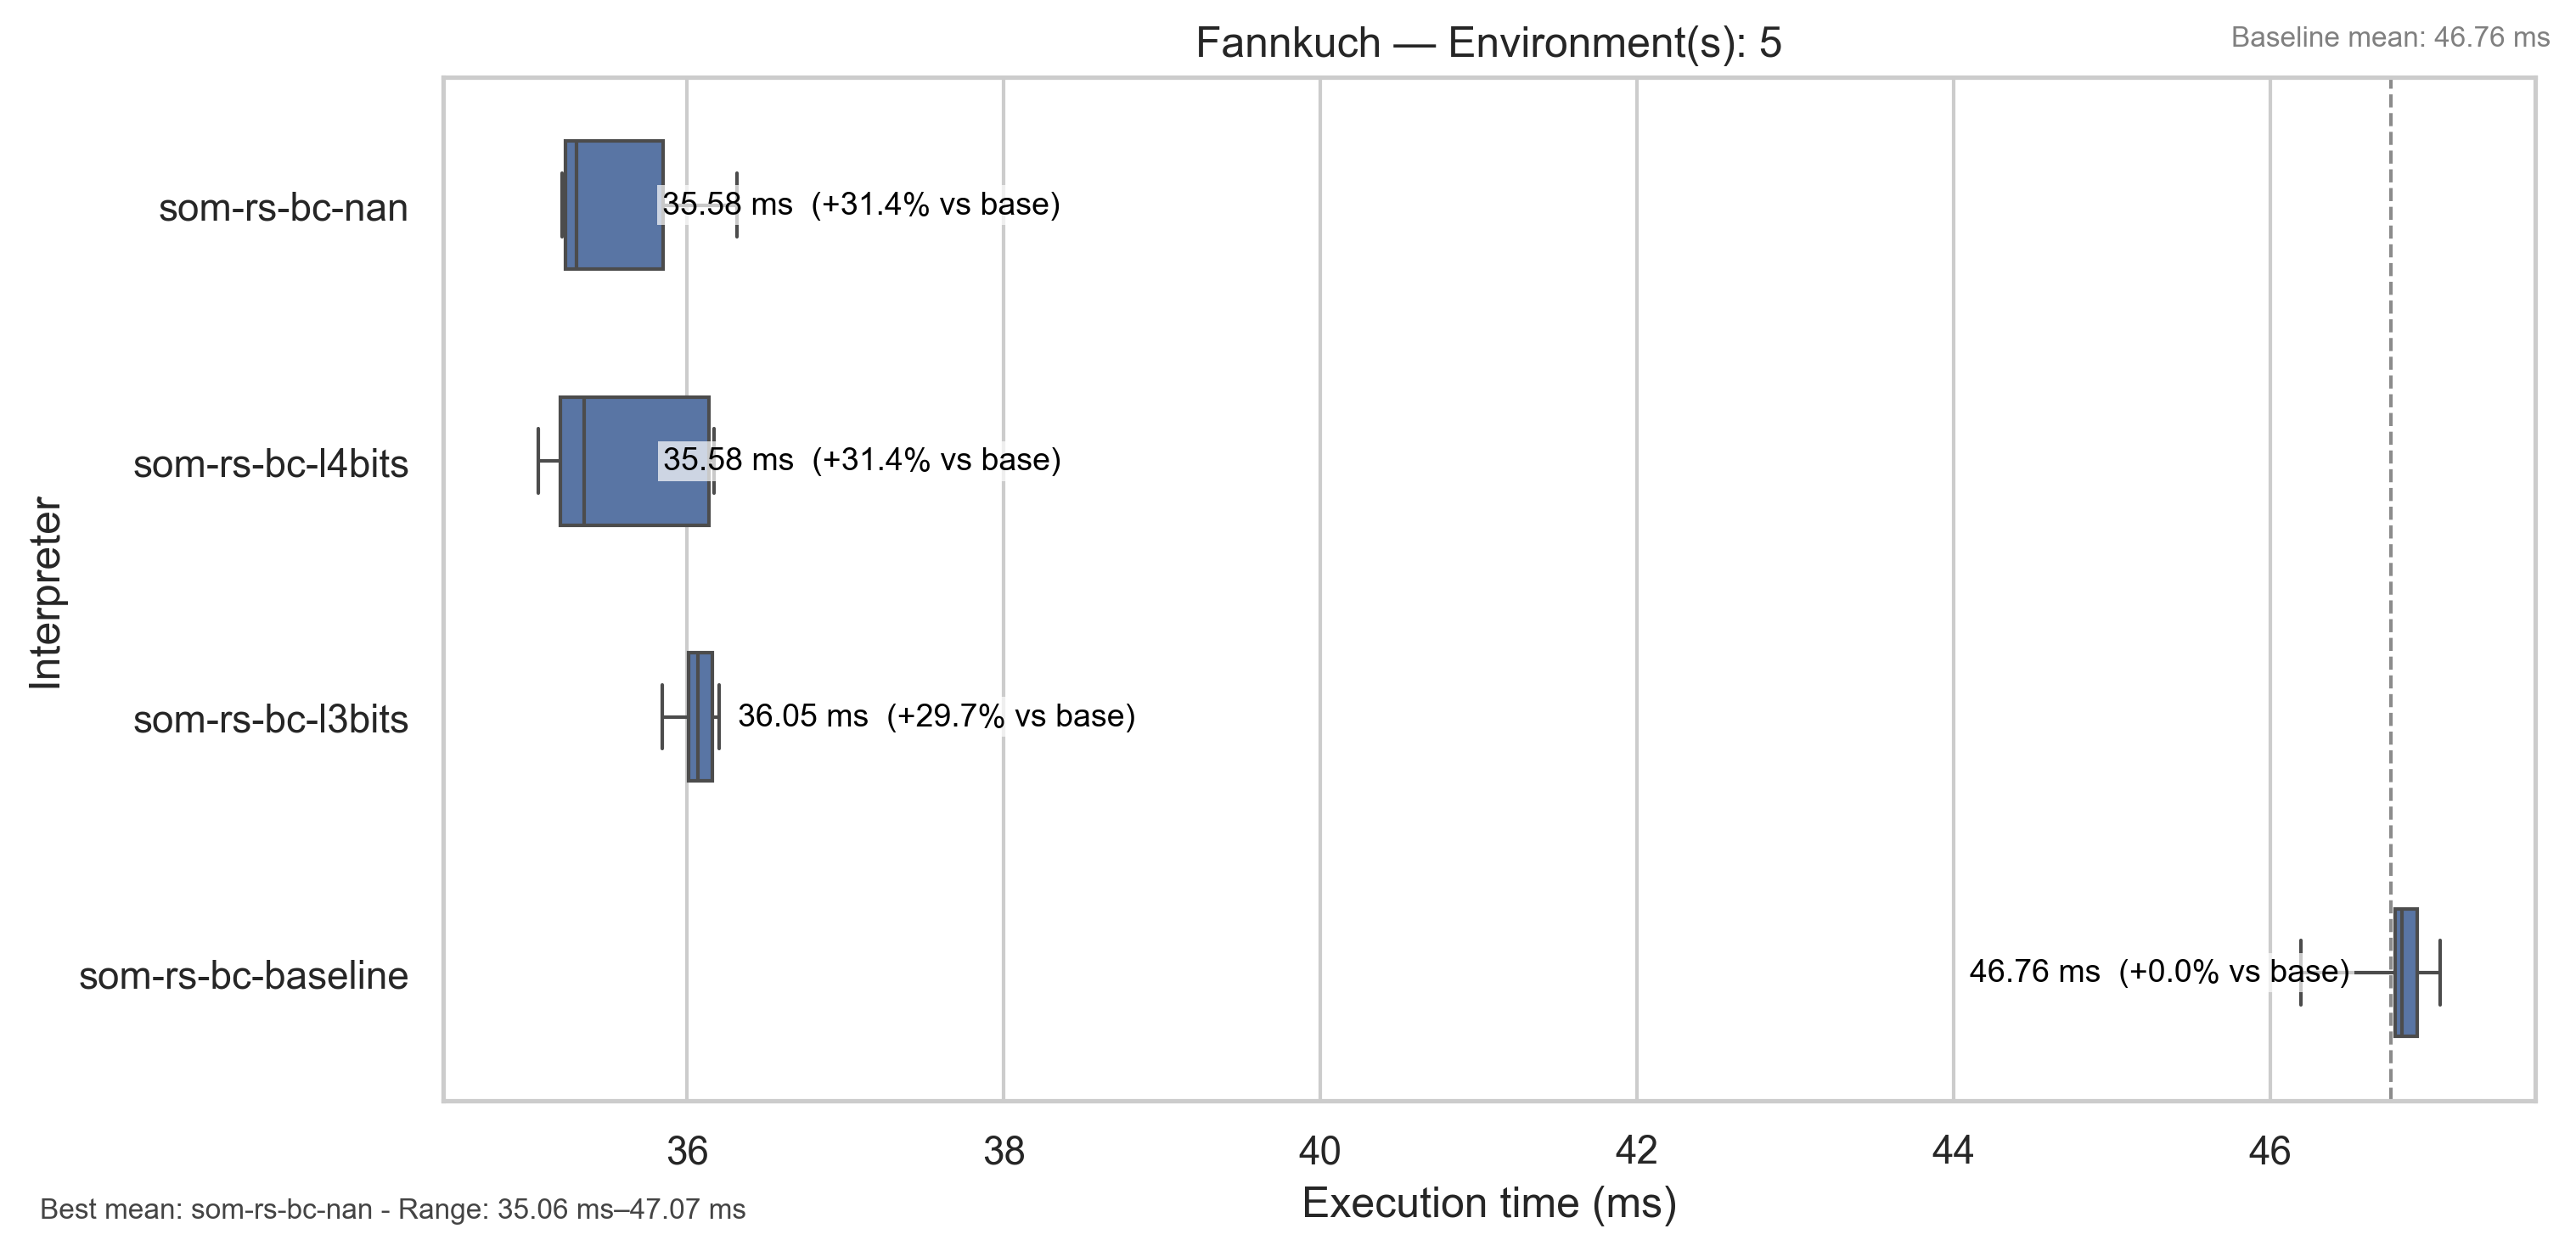 Fannkuch — Environment(s): 5
Baseline mean: 46.76 ms
som-rs-bc-nan
35.58 ms (+31.4% vs base)
som-rs-bc-l4bits
35.58 ms (+31.4% vs base)
Interpreter
som-rs-bc-l3bits
36.05 ms (+29.7% vs base)
som-rs-bc-baseline
46.76 ms (+0.0% vs base)
36 38 40 42 44 46
Execution time (ms)
Best mean: som-rs-bc-nan - Range: 35.06 ms–47.07 ms